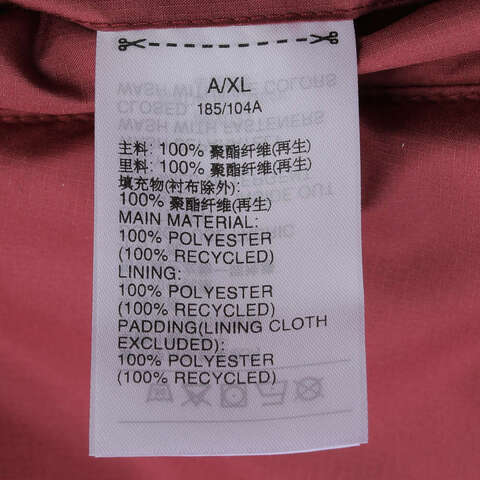 A/XL
185/104A
主料: 100% 聚酯纤维(再生)
里料: 100% 聚酯纤维(再生)
填充物(衬布除外):
100% 聚酯纤维(再生)
MAIN MATERIAL:
100% POLYESTER
(100% RECYCLED)
LINING:
100% POLYESTER
(100% RECYCLED)
PADDING(LINING CLOTH
EXCLUDED):
100% POLYESTER
(100% RECYCLED)